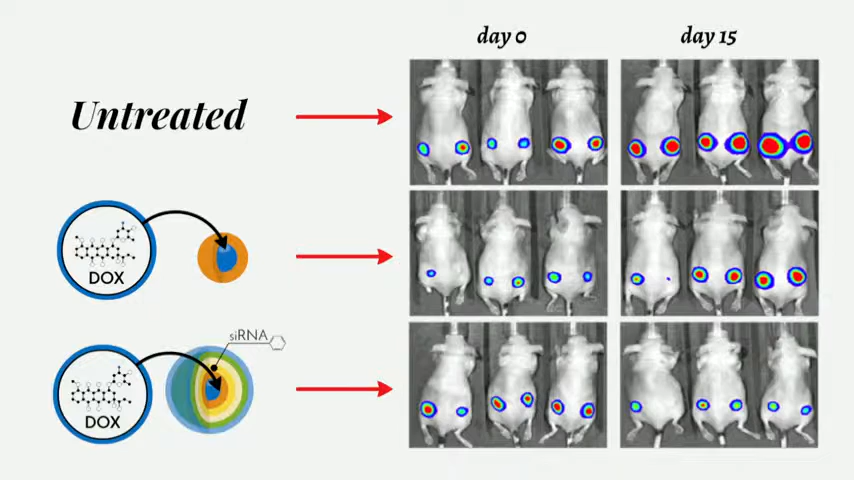 day 0
day 15
Untreated
DOX
siRNA
DOX